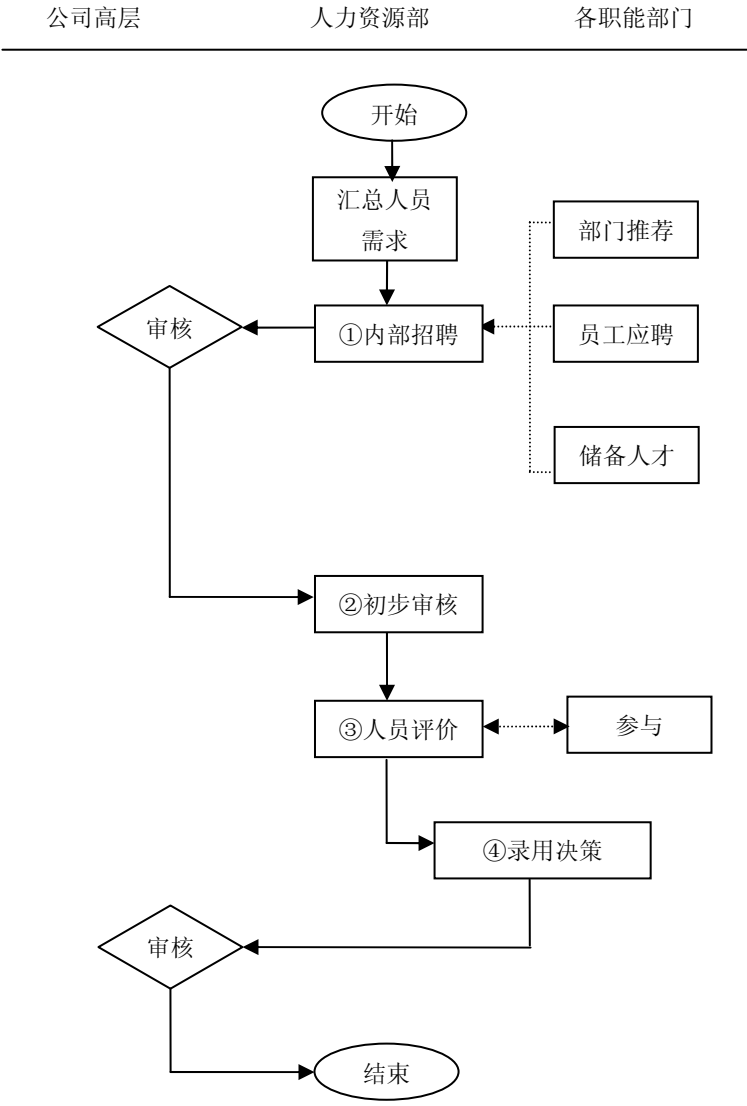 公司高层
人力资源部
各职能部门
开始
汇总人员
需求
部门推荐
审核
①内部招聘
员工应聘
储备人才
②初步审核
③人员评价
参与
④录用决策
审核
结束